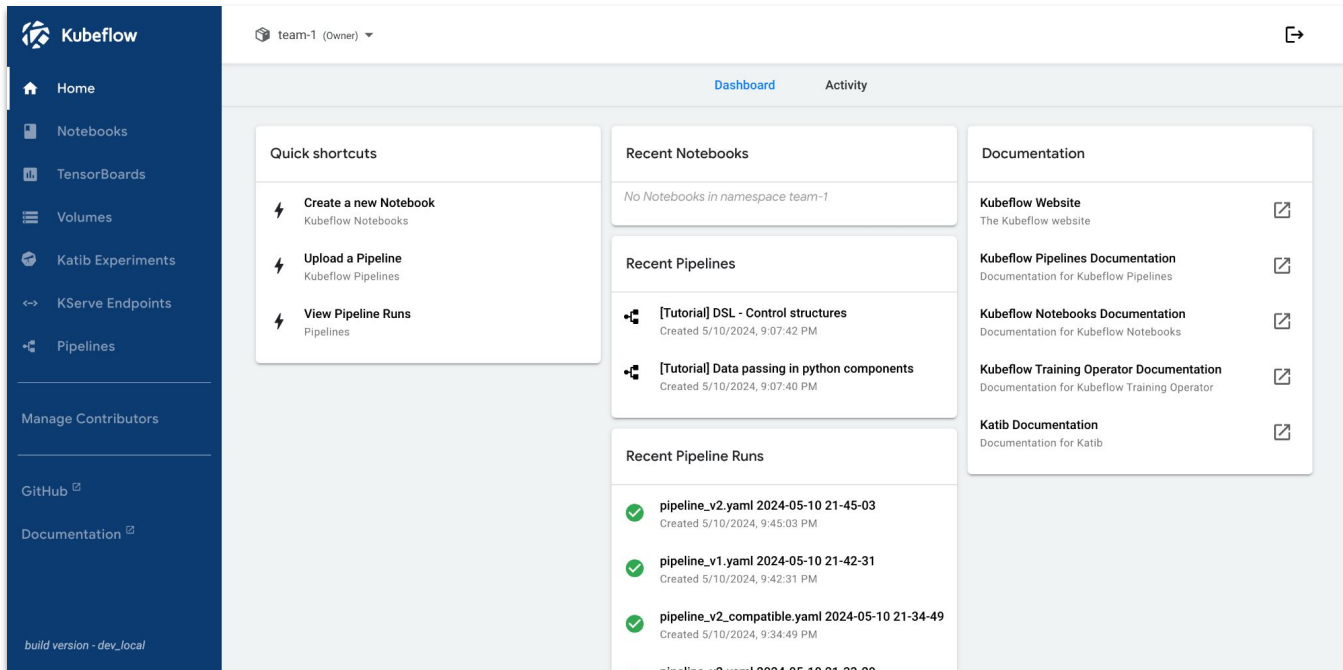 Kubeflow
Home
Notebooks
TensorBoards
Volumes
Katib Experiments
KServe Endpoints
Pipelines
Manage Contributors
GitHub
Documentation
build version - dev_local
team-1 (Owner)
Dashboard
Activity
Quick shortcuts
Create a new Notebook
Kubeflow Notebooks
Upload a Pipeline
Kubeflow Pipelines
View Pipeline Runs
Pipelines
Recent Notebooks
No Notebooks in namespace team-1
Recent Pipelines
[Tutorial] DSL - Control structures
Created 5/10/2024, 9:07:42 PM
[Tutorial] Data passing in python components
Created 5/10/2024, 9:07:40 PM
Recent Pipeline Runs
pipeline_v2.yaml 2024-05-10 21-45-03
Created 5/10/2024, 9:45:03 PM
pipeline_v1.yaml 2024-05-10 21-42-31
Created 5/10/2024, 9:42:31 PM
pipeline_v2_compatible.yaml 2024-05-10 21-34-49
Created 5/10/2024, 9:34:49 PM
Documentation
Kubeflow Website
The Kubeflow website
Kubeflow Pipelines Documentation
Documentation for Kubeflow Pipelines
Kubeflow Notebooks Documentation
Documentation for Kubeflow Notebooks
Kubeflow Training Operator Documentation
Documentation for Kubeflow Training Operator
Katib Documentation
Documentation for Katib